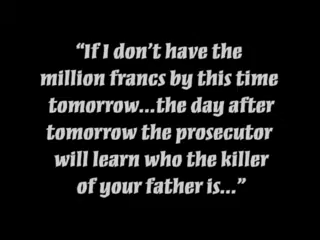 “If I don’t have the
million francs by this time
tomorrow...the day after
tomorrow the prosecutor
will learn who the killer
of your father is...”